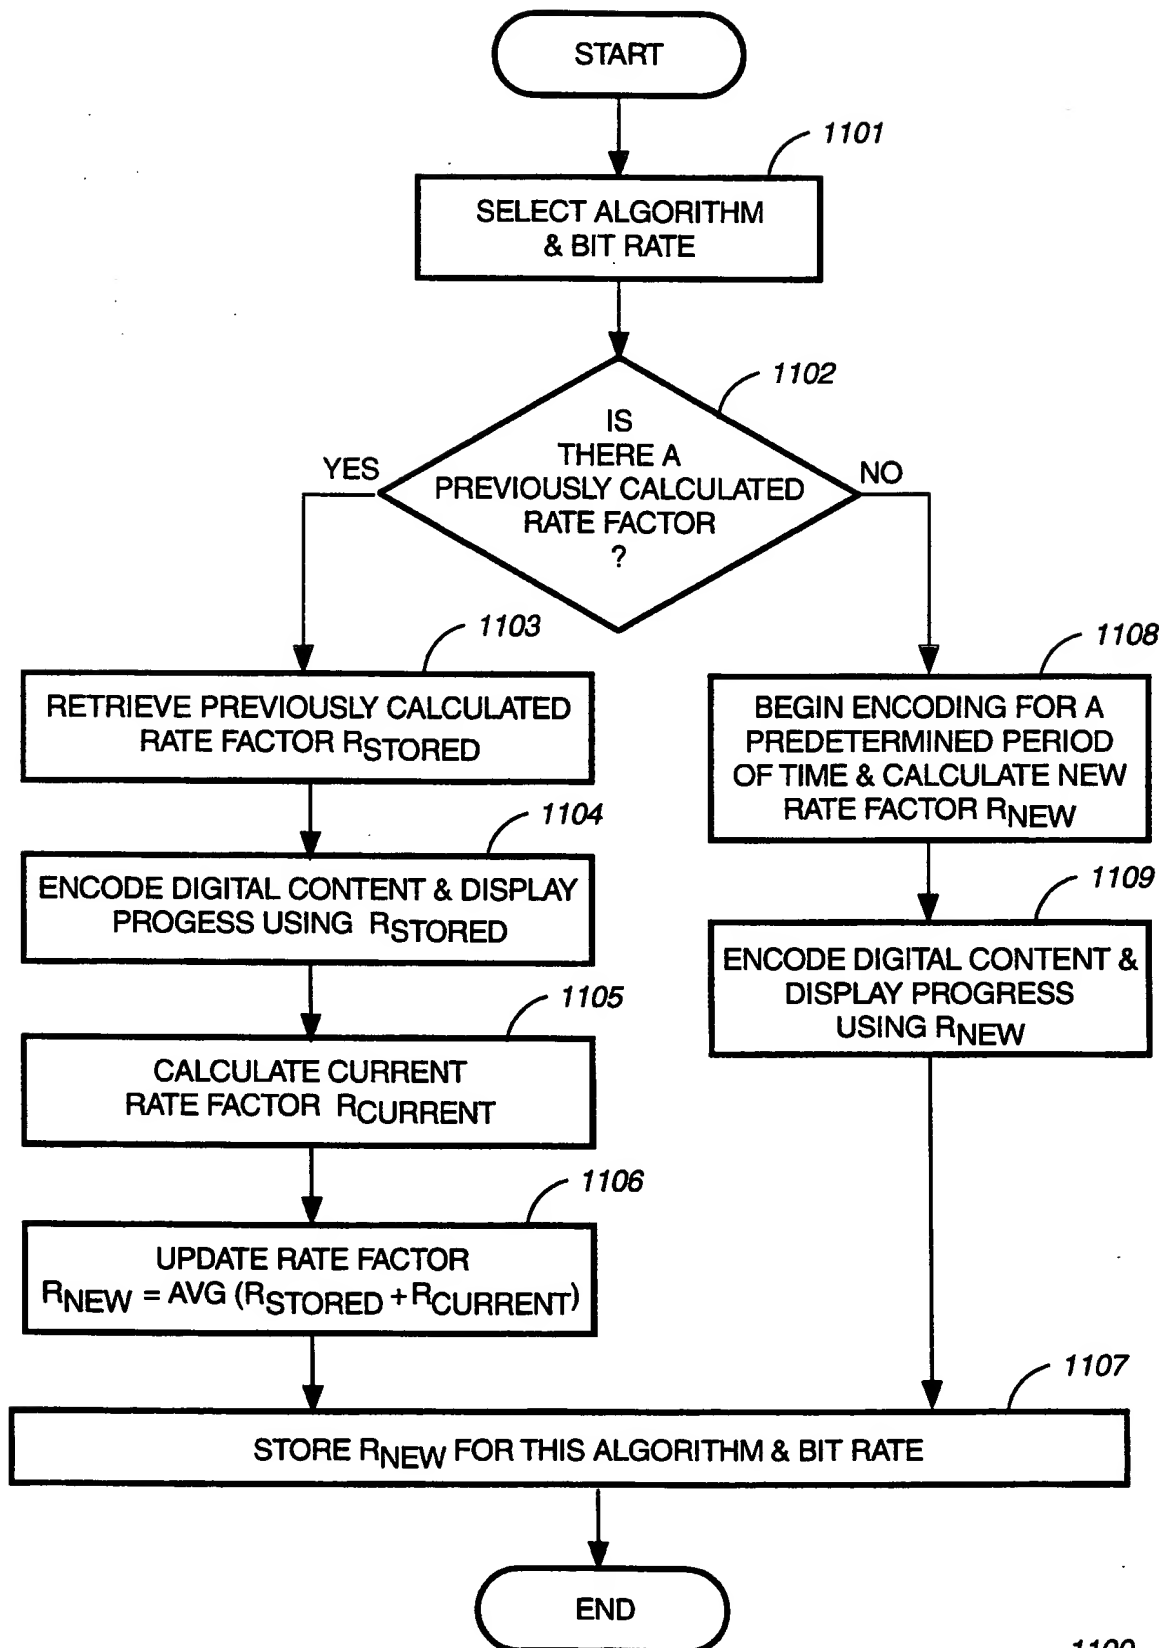 START
1101
SELECT ALGORITHM
& BIT RATE
1102
IS
THERE A
PREVIOUSLY CALCULATED
RATE FACTOR
?
YES
NO
1103
RETRIEVE PREVIOUSLY CALCULATED
RATE FACTOR RSTORED
1104
ENCODE DIGITAL CONTENT & DISPLAY
PROGESS USING RSTORED
1105
CALCULATE CURRENT
RATE FACTOR RCURRENT
1106
UPDATE RATE FACTOR
RNEW = AVG (RSTORED +RCURRENT)
1108
BEGIN ENCODING FOR A
PREDETERMINED PERIOD
OF TIME & CALCULATE NEW
RATE FACTOR RNEW
1109
ENCODE DIGITAL CONTENT &
DISPLAY PROGRESS
USING RNEW
1107
STORE RNEW FOR THIS ALGORITHM & BIT RATE
END